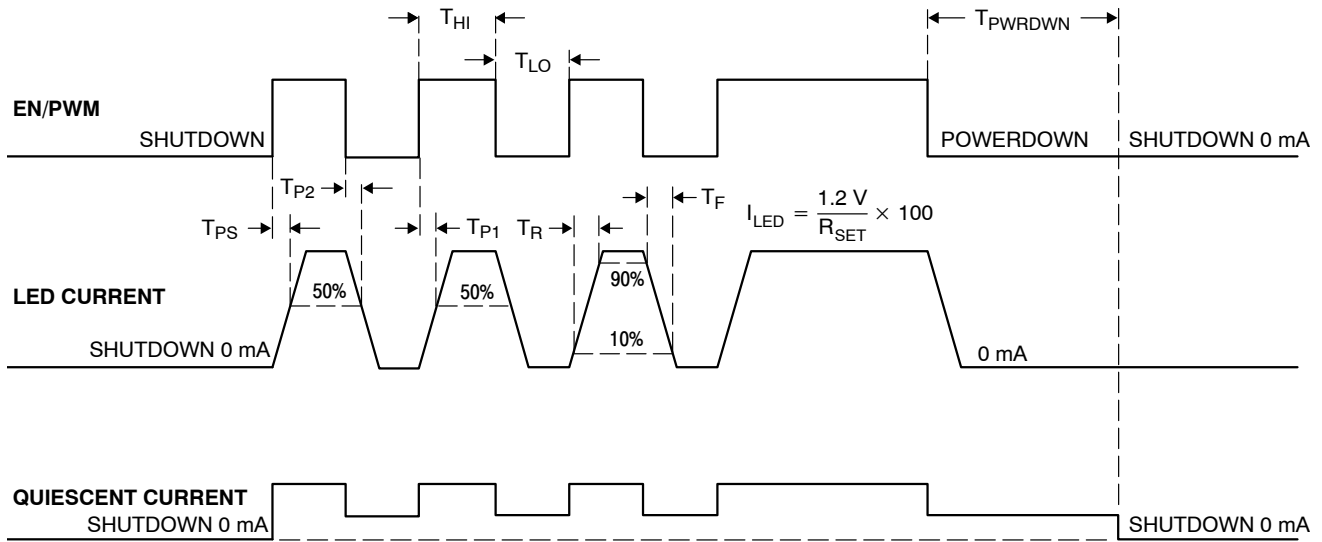 T_HI
T_PWRDWN
T_LO
EN/PWM
SHUTDOWN
POWERDOWN
SHUTDOWN 0 mA
T_P2
T_F
I_LED = 1.2 V / R_SET × 100
T_PS
T_P1
T_R
50%
50%
90%
LED CURRENT
10%
SHUTDOWN 0 mA
0 mA
QUIESCENT CURRENT
SHUTDOWN 0 mA
SHUTDOWN 0 mA